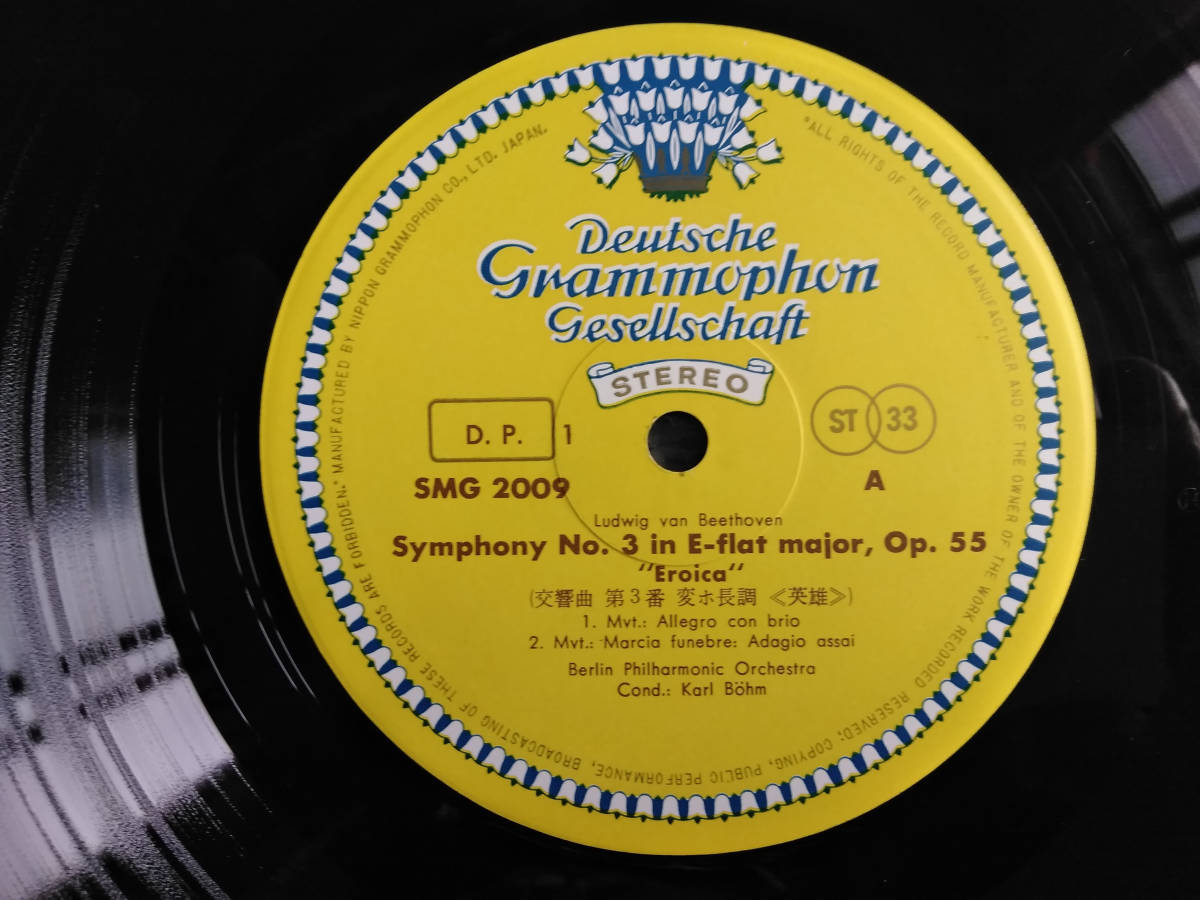 Deutsche
Grammophon
Gesellschaft
STEREO
D. P. 1
ST 33
SMG 2009
A
Ludwig van Beethoven
Symphony No. 3 in E-flat major, Op. 55
"Eroica"
(交響曲 第3番 変ホ長調 《英雄》)
1. Mvt.: Allegro con brio
2. Mvt.: Marcia funebre: Adagio assai
Berlin Philharmonic Orchestra
Cond.: Karl Böhm
"ALL RIGHTS OF THE RECORD MANUFACTURER AND OF THE OWNER OF THE WORK RECORDED RESERVED; COPYING, PUBLIC PERFORMANCE, BROADCASTING OF THESE RECORDS ARE FORBIDDEN." MANUFACTURED BY NIPPON GRAMMOPHON CO., LTD. JAPAN.